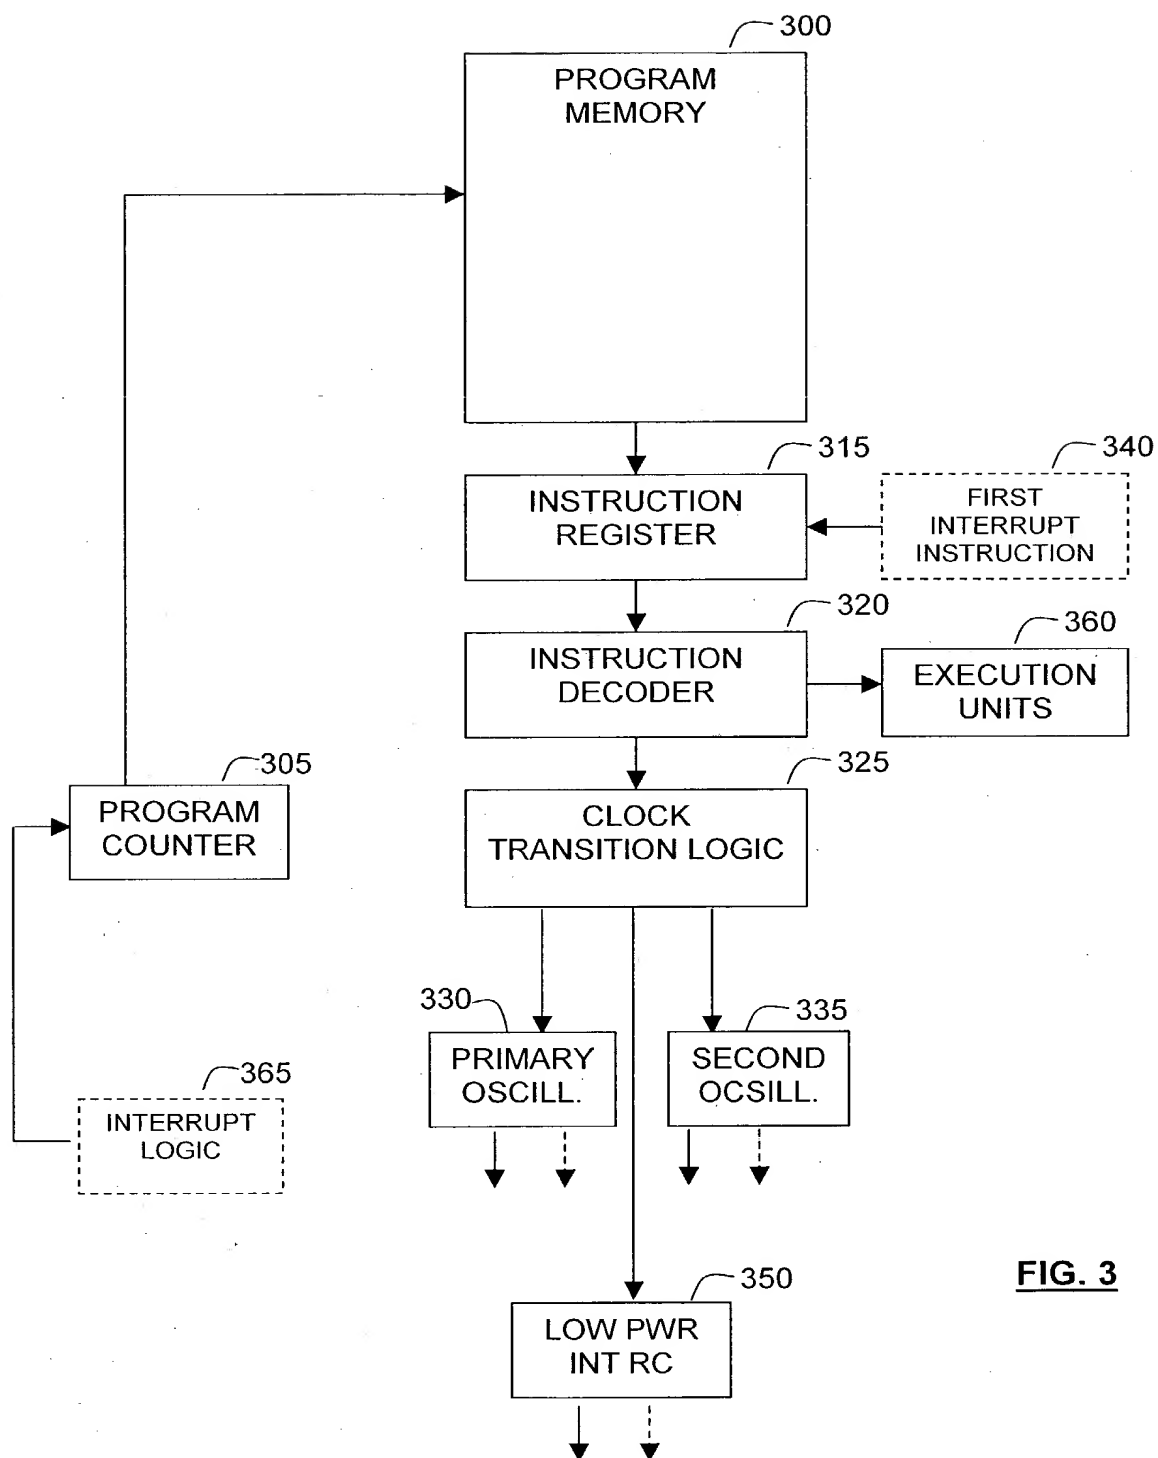 300
PROGRAM
MEMORY
315
INSTRUCTION
REGISTER
340
FIRST
INTERRUPT
INSTRUCTION
320
INSTRUCTION
DECODER
360
EXECUTION
UNITS
305
PROGRAM
COUNTER
325
CLOCK
TRANSITION LOGIC
330
PRIMARY
OSCILL.
335
SECOND
OCSILL.
365
INTERRUPT
LOGIC
350
LOW PWR
INT RC
FIG. 3